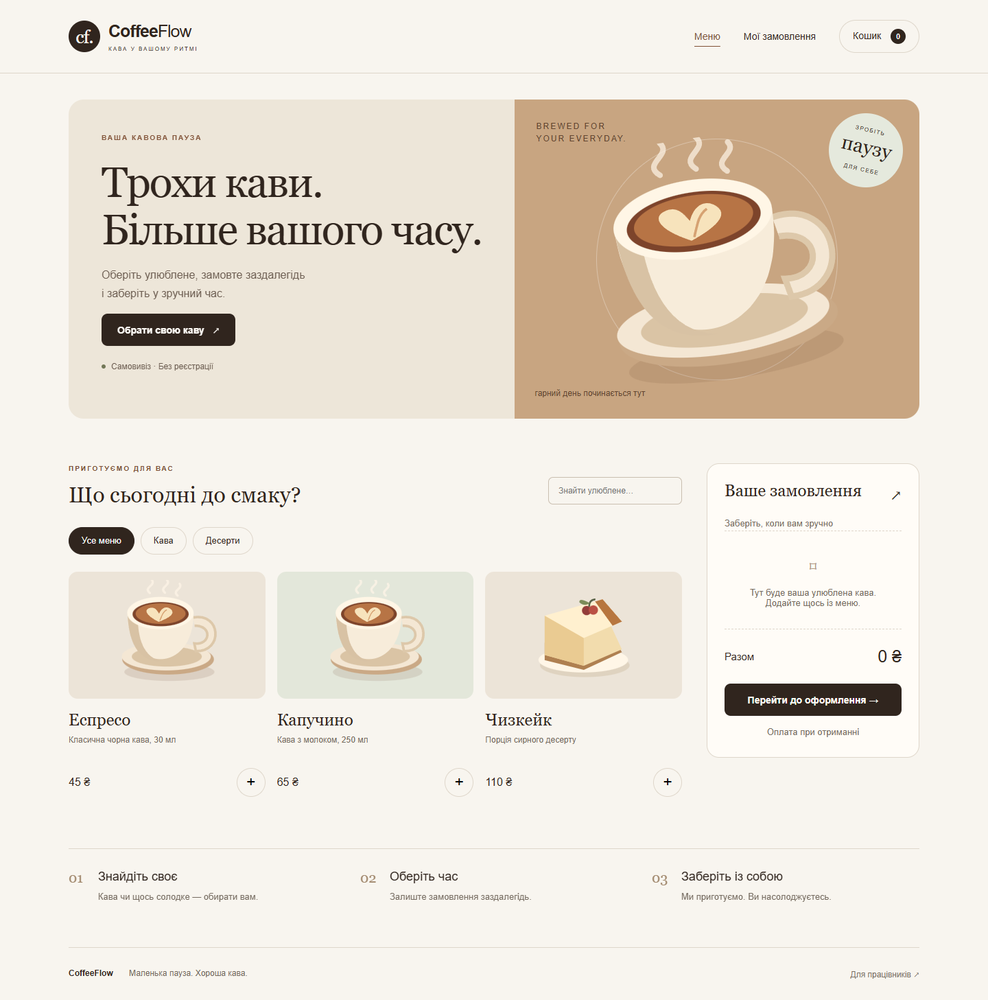 cf.
CoffeeFlow
КАВА У ВАШОМУ РИТМІ
Меню
Мої замовлення
Кошик 0
ВАША КАВОВА ПАУЗА
Трохи кави.
Більше вашого часу.
Оберіть улюблене, замовте заздалегідь
і заберіть у зручний час.
Обрати свою каву ↗
Самовивіз · Без реєстрації
BREWED FOR
YOUR EVERYDAY.
ЗРОБІТЬ
паузу
ДЛЯ СЕБЕ
гарний день починається тут
ПРИГОТУЄМО ДЛЯ ВАС
Що сьогодні до смаку?
Знайти улюблене...
Усе меню
Кава
Десерти
Еспресо
Класична чорна кава, 30 мл
45 ₴
+
Капучино
Кава з молоком, 250 мл
65 ₴
+
Чизкейк
Порція сирного десерту
110 ₴
+
Ваше замовлення ↗
Заберіть, коли вам зручно
Тут буде ваша улюблена кава.
Додайте щось із меню.
Разом 0 ₴
Перейти до оформлення →
Оплата при отриманні
01 Знайдіть своє
Кава чи щось солодке — обирати вам.
02 Оберіть час
Залиште замовлення заздалегідь.
03 Заберіть із собою
Ми приготуємо. Ви насолоджуєтесь.
CoffeeFlow
Маленька пауза. Хороша кава.
Для працівників ↗